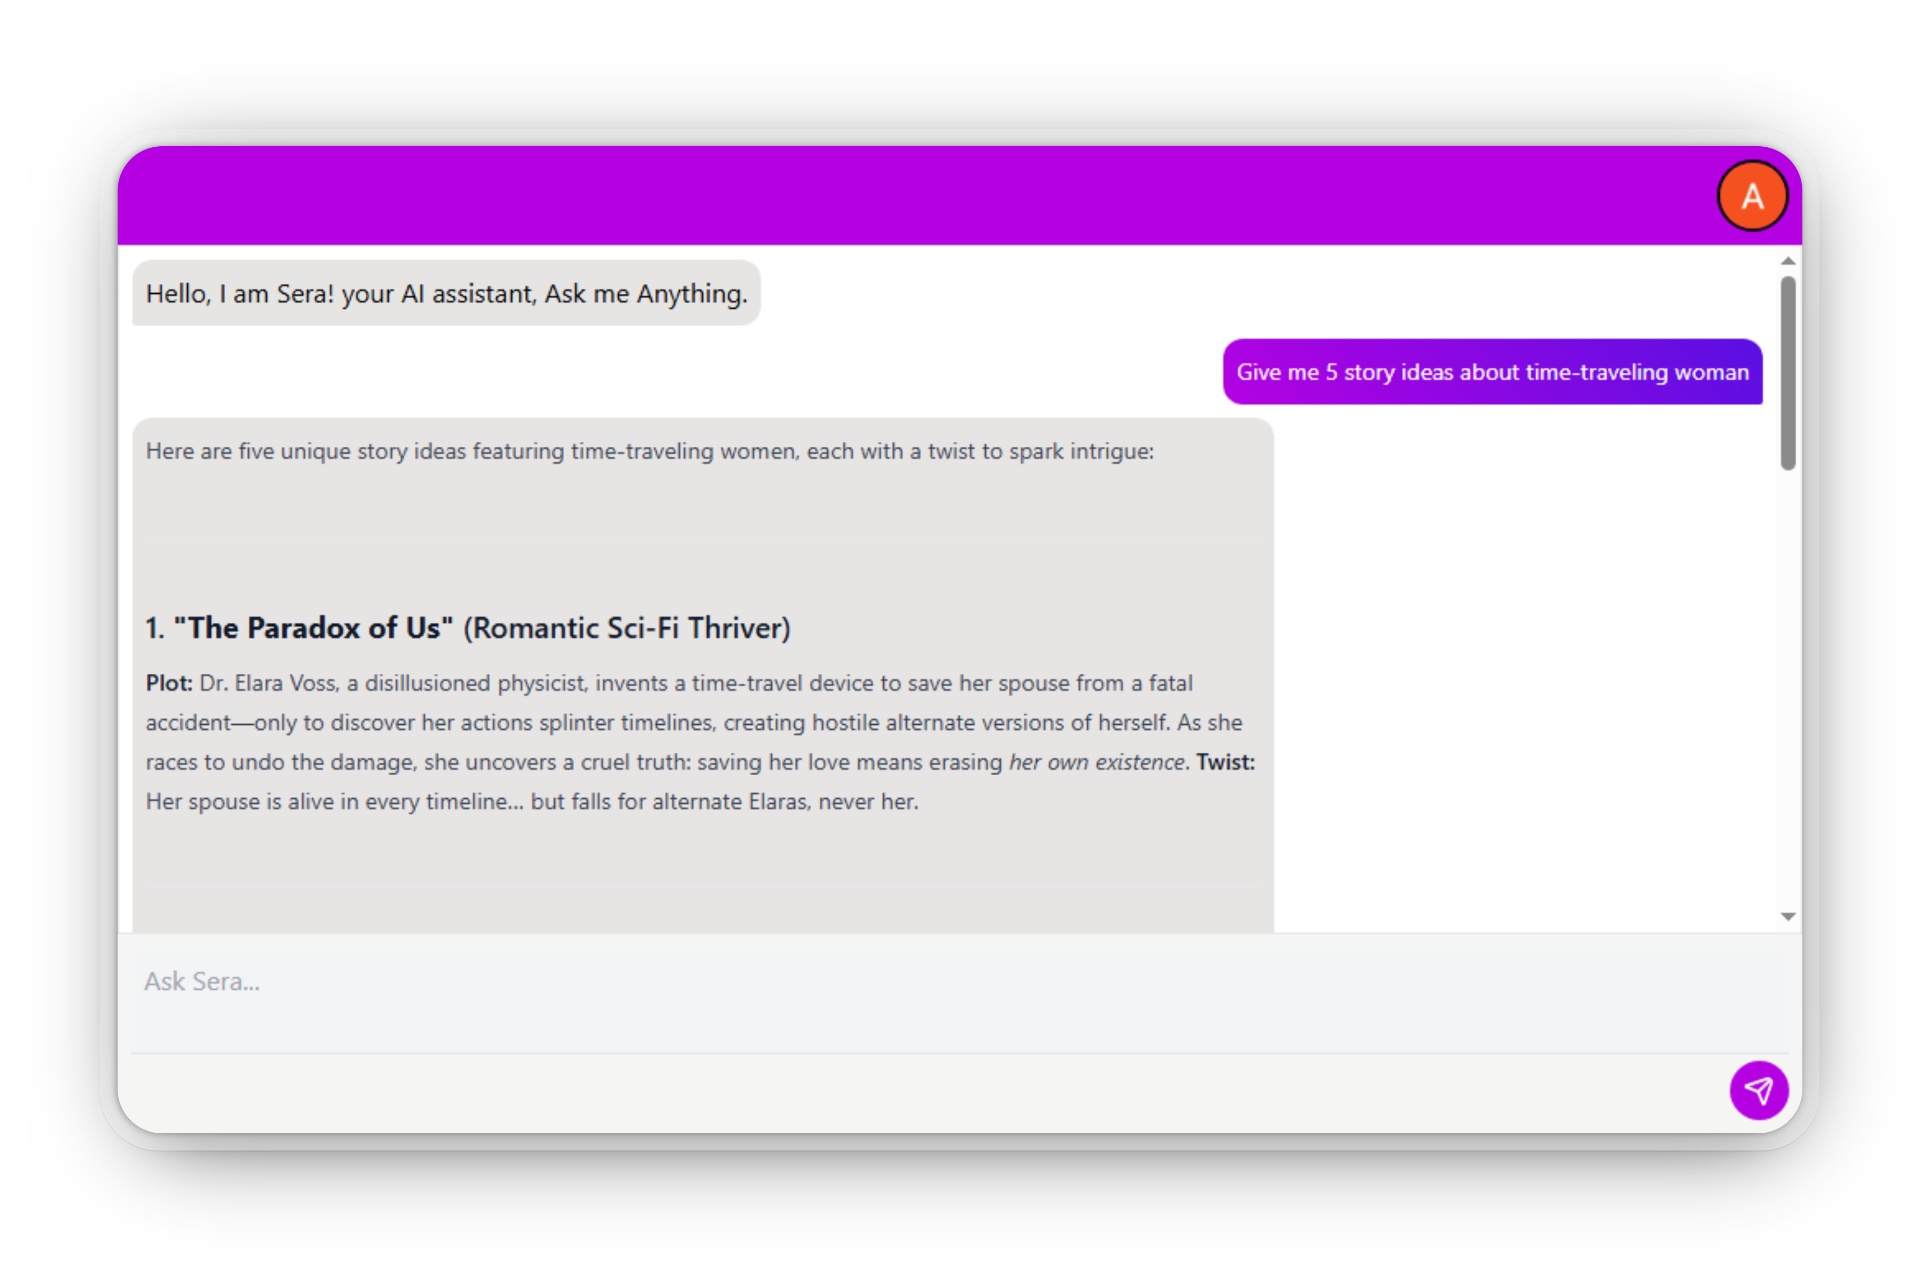 A
Hello, I am Sera! your AI assistant, Ask me Anything.
Give me 5 story ideas about time-traveling woman
Here are five unique story ideas featuring time-traveling women, each with a twist to spark intrigue:
1. "The Paradox of Us" (Romantic Sci-Fi Thriver)
Plot: Dr. Elara Voss, a disillusioned physicist, invents a time-travel device to save her spouse from a fatal
accident—only to discover her actions splinter timelines, creating hostile alternate versions of herself. As she
races to undo the damage, she uncovers a cruel truth: saving her love means erasing her own existence. Twist:
Her spouse is alive in every timeline... but falls for alternate Elaras, never her.
Ask Sera...